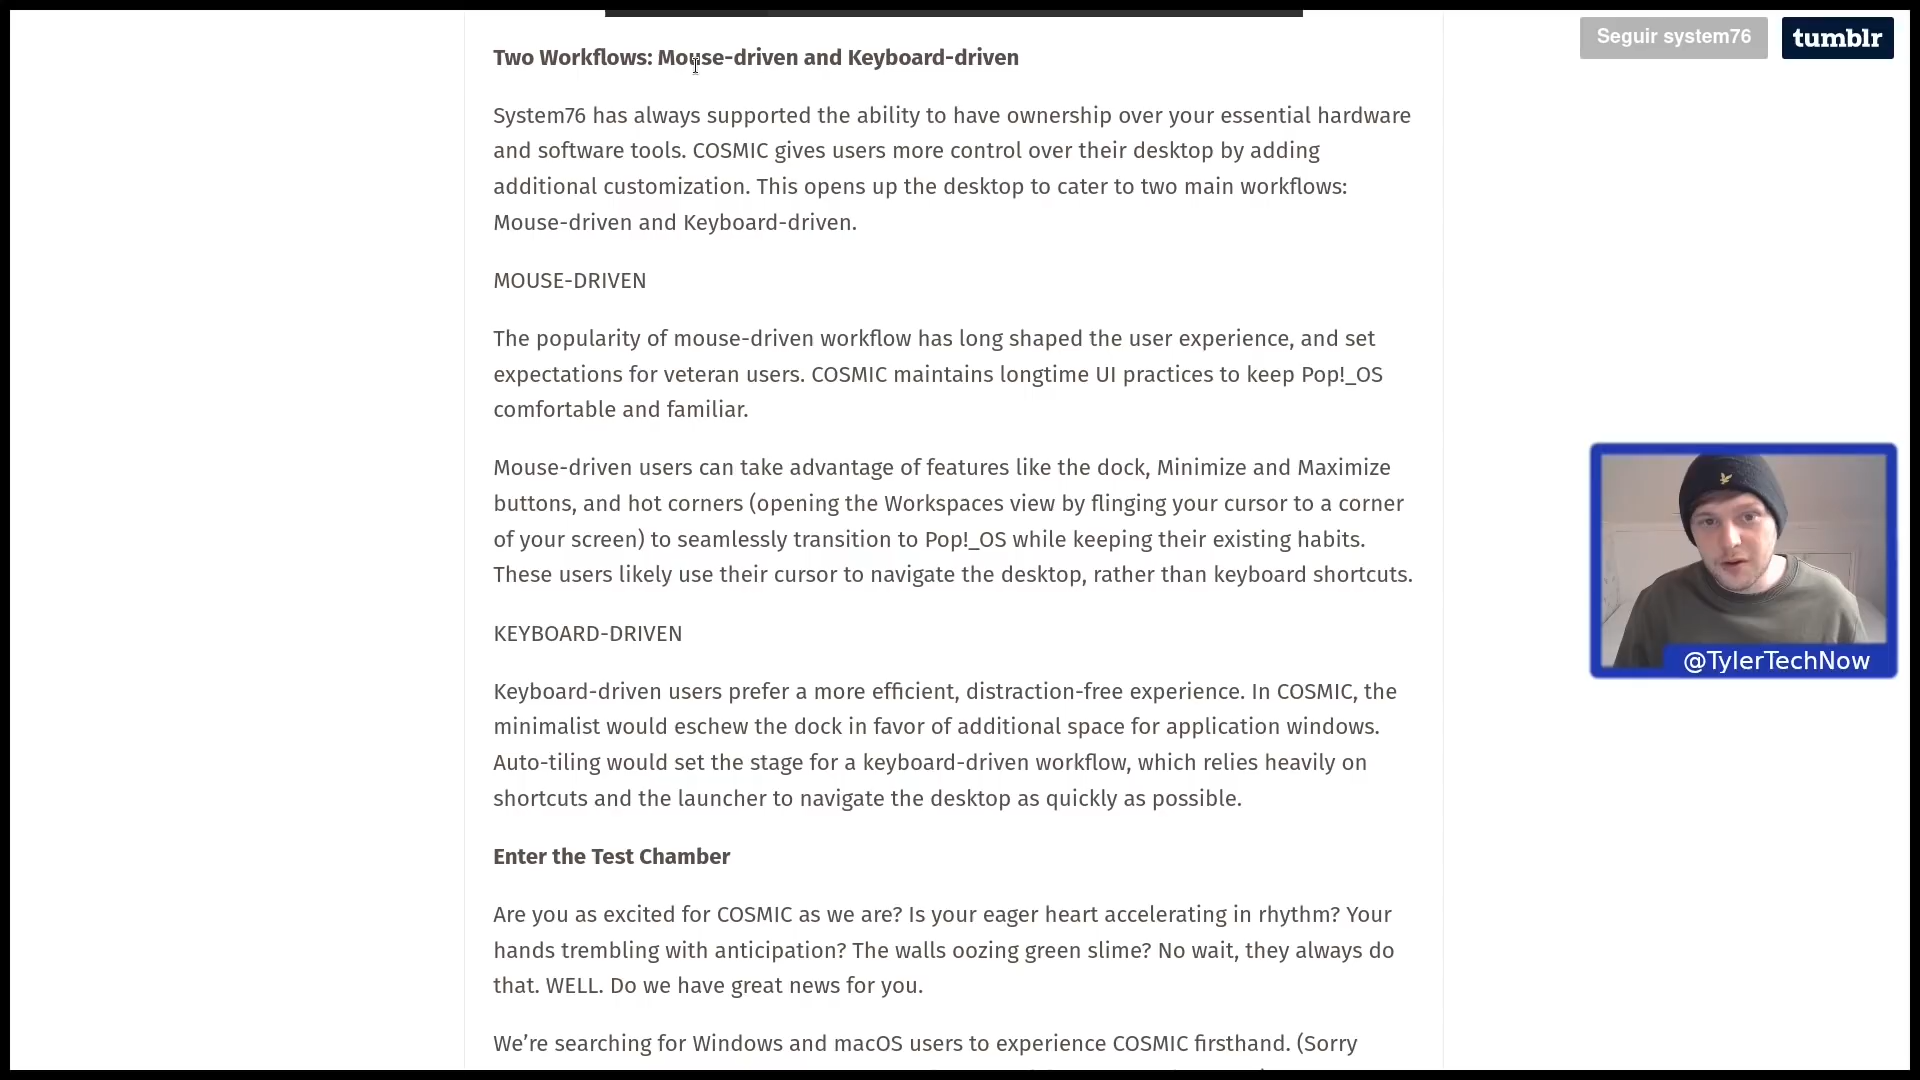 Seguir system76
tumblr
Two Workflows: Mouse-driven and Keyboard-driven
System76 has always supported the ability to have ownership over your essential hardware
and software tools. COSMIC gives users more control over their desktop by adding
additional customization. This opens up the desktop to cater to two main workflows:
Mouse-driven and Keyboard-driven.
MOUSE-DRIVEN
The popularity of mouse-driven workflow has long shaped the user experience, and set
expectations for veteran users. COSMIC maintains longtime UI practices to keep Pop!_OS
comfortable and familiar.
Mouse-driven users can take advantage of features like the dock, Minimize and Maximize
buttons, and hot corners (opening the Workspaces view by flinging your cursor to a corner
of your screen) to seamlessly transition to Pop!_OS while keeping their existing habits.
These users likely use their cursor to navigate the desktop, rather than keyboard shortcuts.
KEYBOARD-DRIVEN
Keyboard-driven users prefer a more efficient, distraction-free experience. In COSMIC, the
minimalist would eschew the dock in favor of additional space for application windows.
Auto-tiling would set the stage for a keyboard-driven workflow, which relies heavily on
shortcuts and the launcher to navigate the desktop as quickly as possible.
Enter the Test Chamber
Are you as excited for COSMIC as we are? Is your eager heart accelerating in rhythm? Your
hands trembling with anticipation? The walls oozing green slime? No wait, they always do
that. WELL. Do we have great news for you.
We’re searching for Windows and macOS users to experience COSMIC firsthand. (Sorry
@TylerTechNow